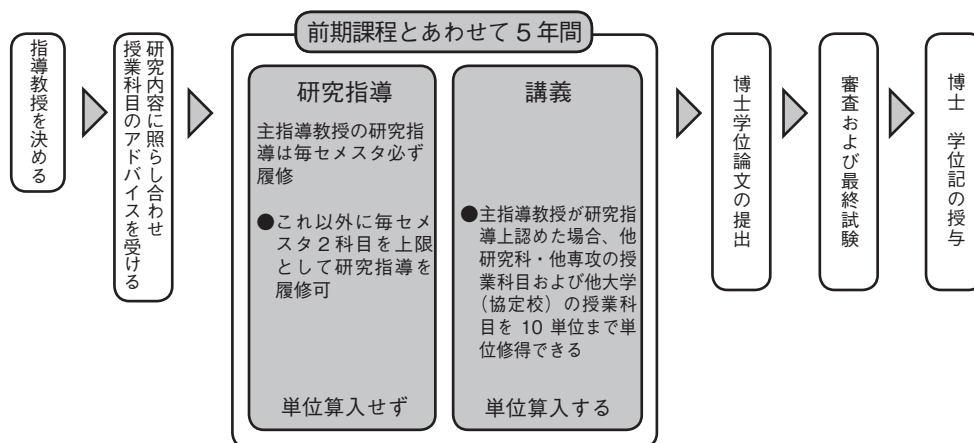 指導教授を決める
研究内容に照らし合わせ
授業科目のアドバイスを受ける
前期課程とあわせて5年間
研究指導
主指導教授の研究指
導は毎セメスタ必ず
履修
●これ以外に毎セメ
スタ2科目を上限
として研究指導を
履修可
単位算入せず
講義
●主指導教授が研究指
導上認めた場合、他
研究科・他専攻の授
業科目および他大学
(協定校)の授業科
目を10単位まで単
位修得できる
単位算入する
博士学位論文の提出
審査および最終試験
博士 学位記の授与